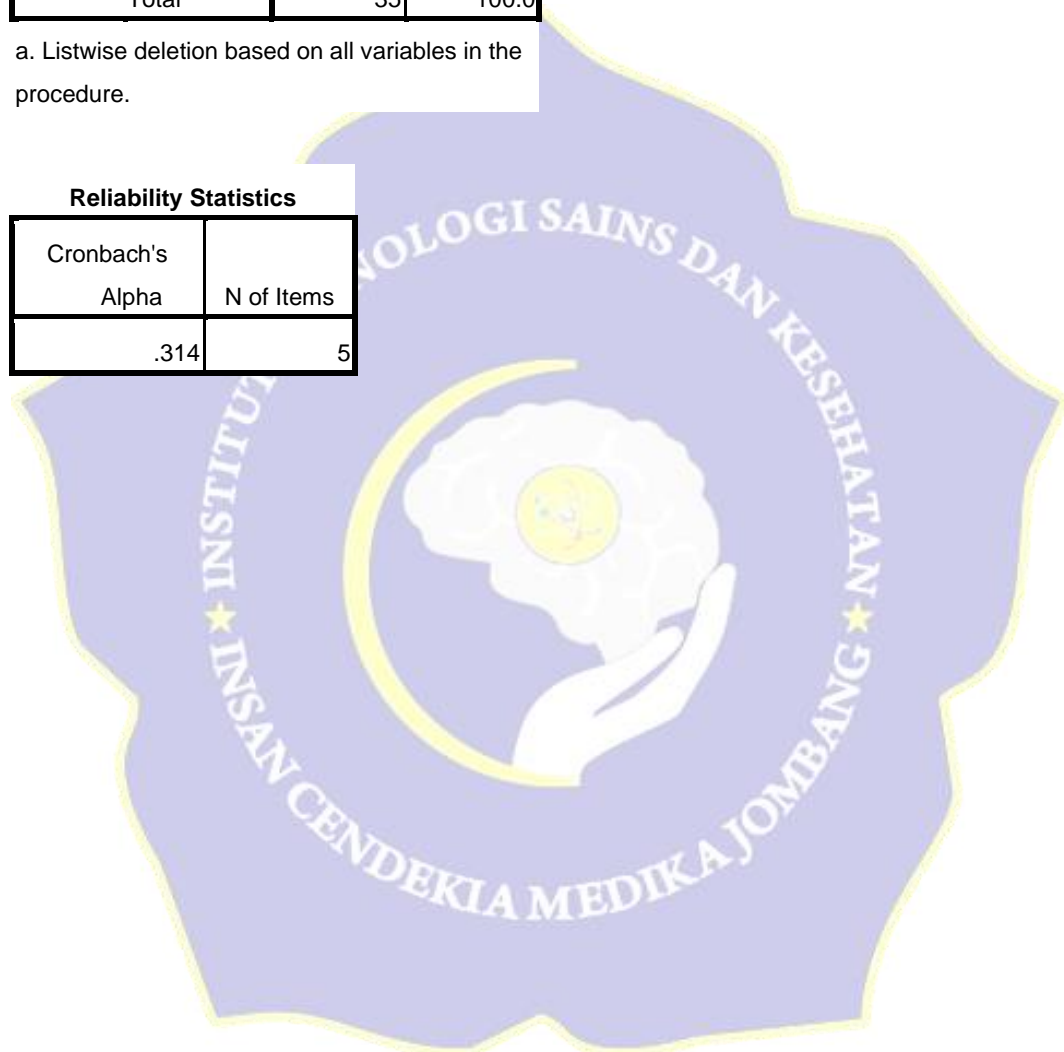 Total 35 100.0
a. Listwise deletion based on all variables in the
procedure.
Reliability Statistics
Cronbach's
Alpha N of Items
.314 5
NOLOGI SAINS DAN KESEHATAN
INSTITUT
INSAN CENDEKIA MEDIKA JOMBANG